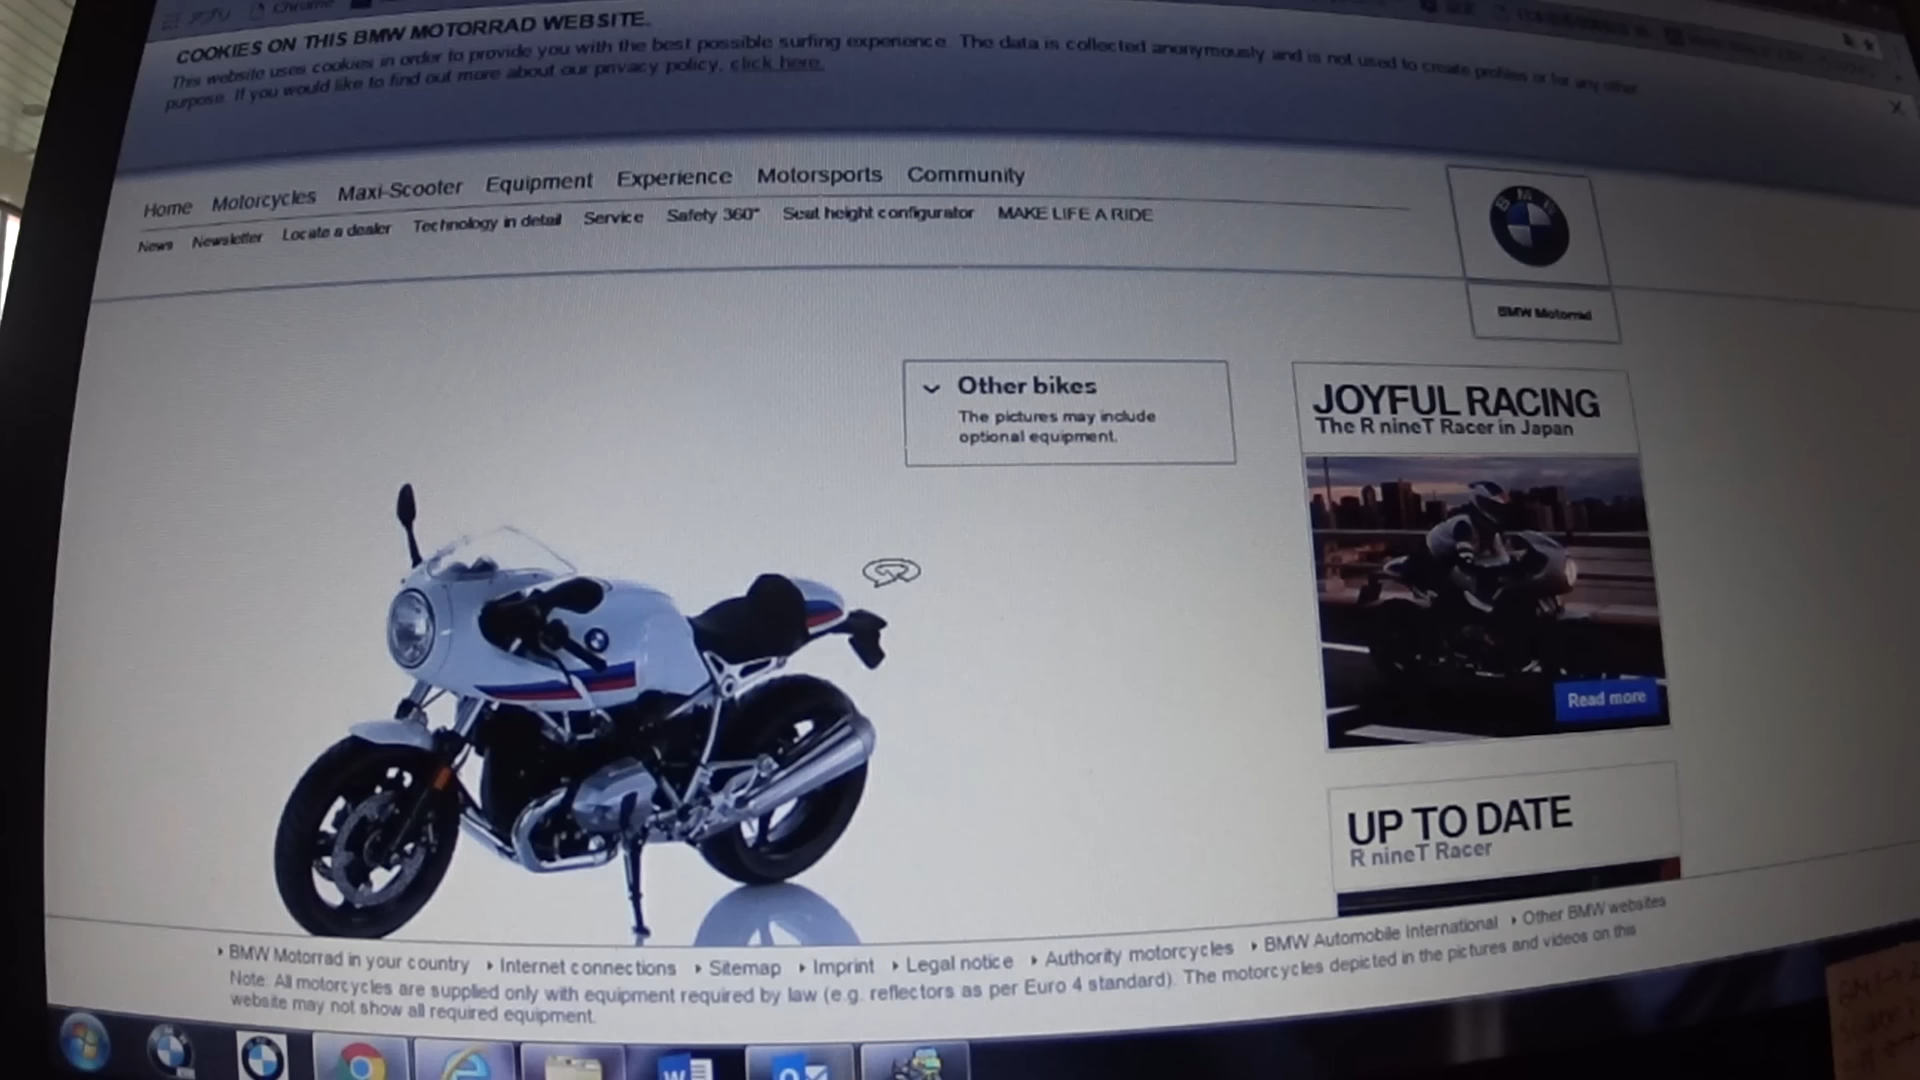 アプリ Chrome
COOKIES ON THIS BMW MOTORRAD WEBSITE.
This website uses cookies in order to provide you with the best possible surfing experience. The data is collected anonymously and is not used to create profiles or for any other
purpose. If you would like to find out more about our privacy policy, click here.
Home Motorcycles Maxi-Scooter Equipment Experience Motorsports Community
News Newsletter Locate a dealer Technology in detail Service Safety 360° Seat height configurator MAKE LIFE A RIDE
BMW
BMW Motorrad
Other bikes
The pictures may include
optional equipment.
JOYFUL RACING
The R nineT Racer in Japan
Read more
UP TO DATE
R nineT Racer
BMW Motorrad in your country Internet connections Sitemap Imprint Legal notice Authority motorcycles BMW Automobile International Other BMW websites
Note: All motorcycles are supplied only with equipment required by law (e.g. reflectors as per Euro 4 standard). The motorcycles depicted in the pictures and videos on this
website may not show all required equipment.